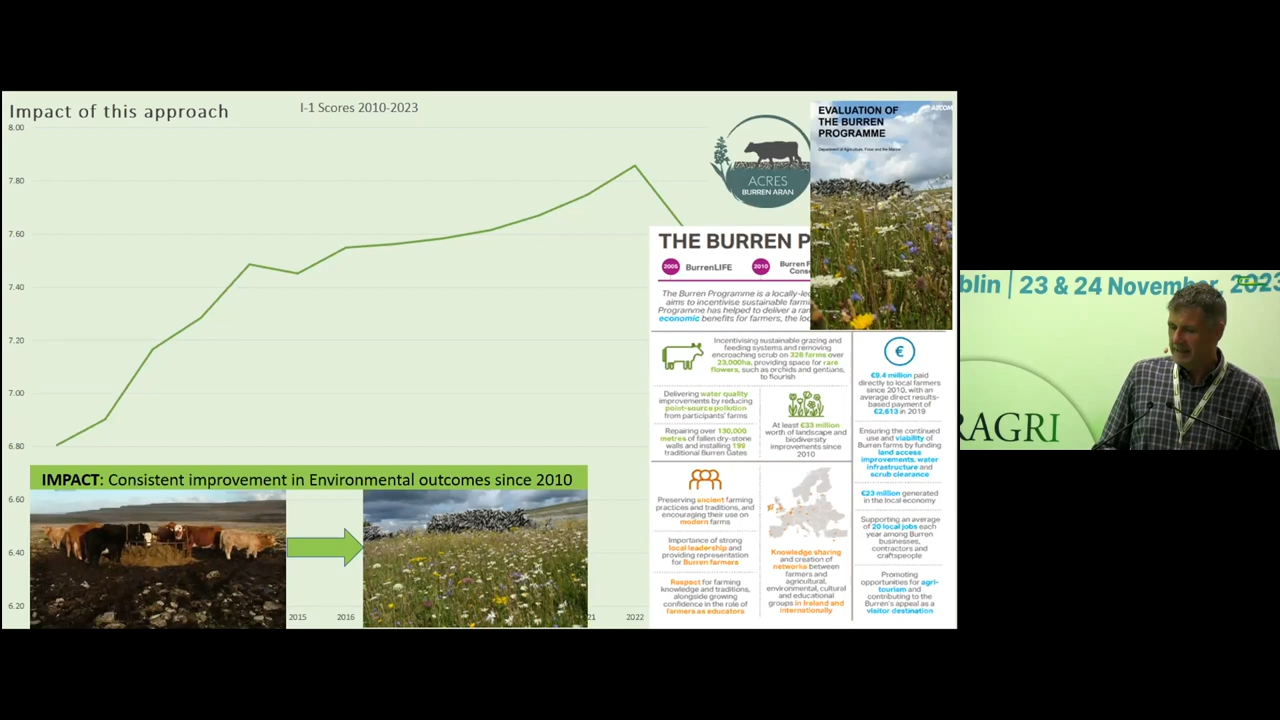 Impact of this approach
I-1 Scores 2010-2023
8.00
7.80
7.60
7.40
7.20
7.00
6.80
6.60
6.40
6.20
2015
2016
21
2022
IMPACT: Consistent improvement in Environmental outcomes since 2010
ACRES
BURREN ARAN
AECOM
EVALUATION OF
THE BURREN
PROGRAMME
Department of Agriculture, Food and the Marine
THE BURREN P
2005
BurrenLIFE
2010
Burren F
Conse
The Burren Programme is a locally-led
aims to incentivise sustainable farm
Programme has helped to deliver a ran
economic benefits for farmers, the loc
Incentivising sustainable grazing and
feeding systems and removing
encroaching scrub on 328 farms over
23,000ha, providing space for rare
flowers, such as orchids and gentians,
to flourish
Delivering water quality
improvements by reducing
point-source pollution
from participants' farms
Repairing over 130,000
metres of fallen dry-stone
walls and installing 199
traditional Burren Gates
At least €33 million
worth of landscape and
biodiversity
improvements since
2010
Preserving ancient farming
practices and traditions, and
encouraging their use on
modern farms
Importance of strong
local leadership and
providing representation
for Burren farmers
Respect for farming
knowledge and traditions,
alongside growing
confidence in the role of
farmers as educators
Knowledge sharing
and creation of
networks between
farmers and
agricultural,
environmental, cultural
and educational
groups in Ireland and
internationally
€
€9.4 million paid
directly to local farmers
since 2010, with an
average direct results-
based payment of
€2,613 in 2019
Ensuring the continued
use and viability of
Burren farms by funding
land access
improvements, water
infrastructure and
scrub clearance
€23 million generated
in the local economy
Supporting an average
of 20 local jobs each
year among Burren
businesses,
contractors and
craftspeople
Promoting
opportunities for agri-
tourism and
contributing to the
Burren's appeal as a
visitor destination
blin | 23 & 24 November, 2023
RAGRI